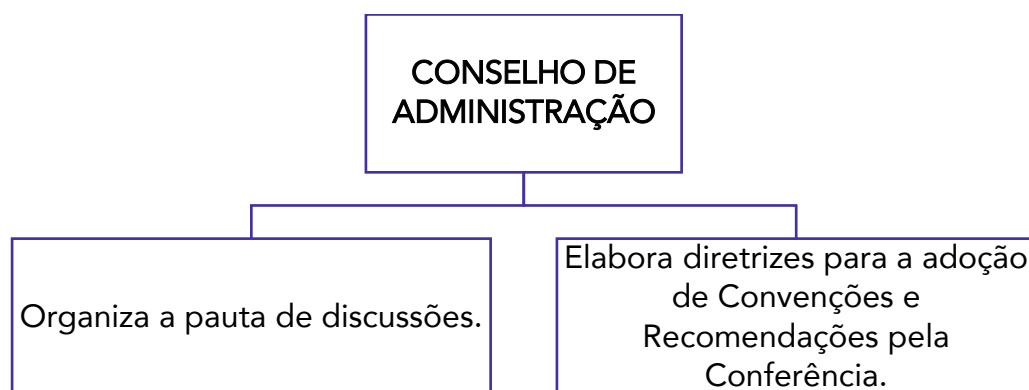 CONSELHO DE
ADMINISTRAÇÃO
Organiza a pauta de discussões.
Elabora diretrizes para a adoção
de Convenções e
Recomendações pela
Conferência.